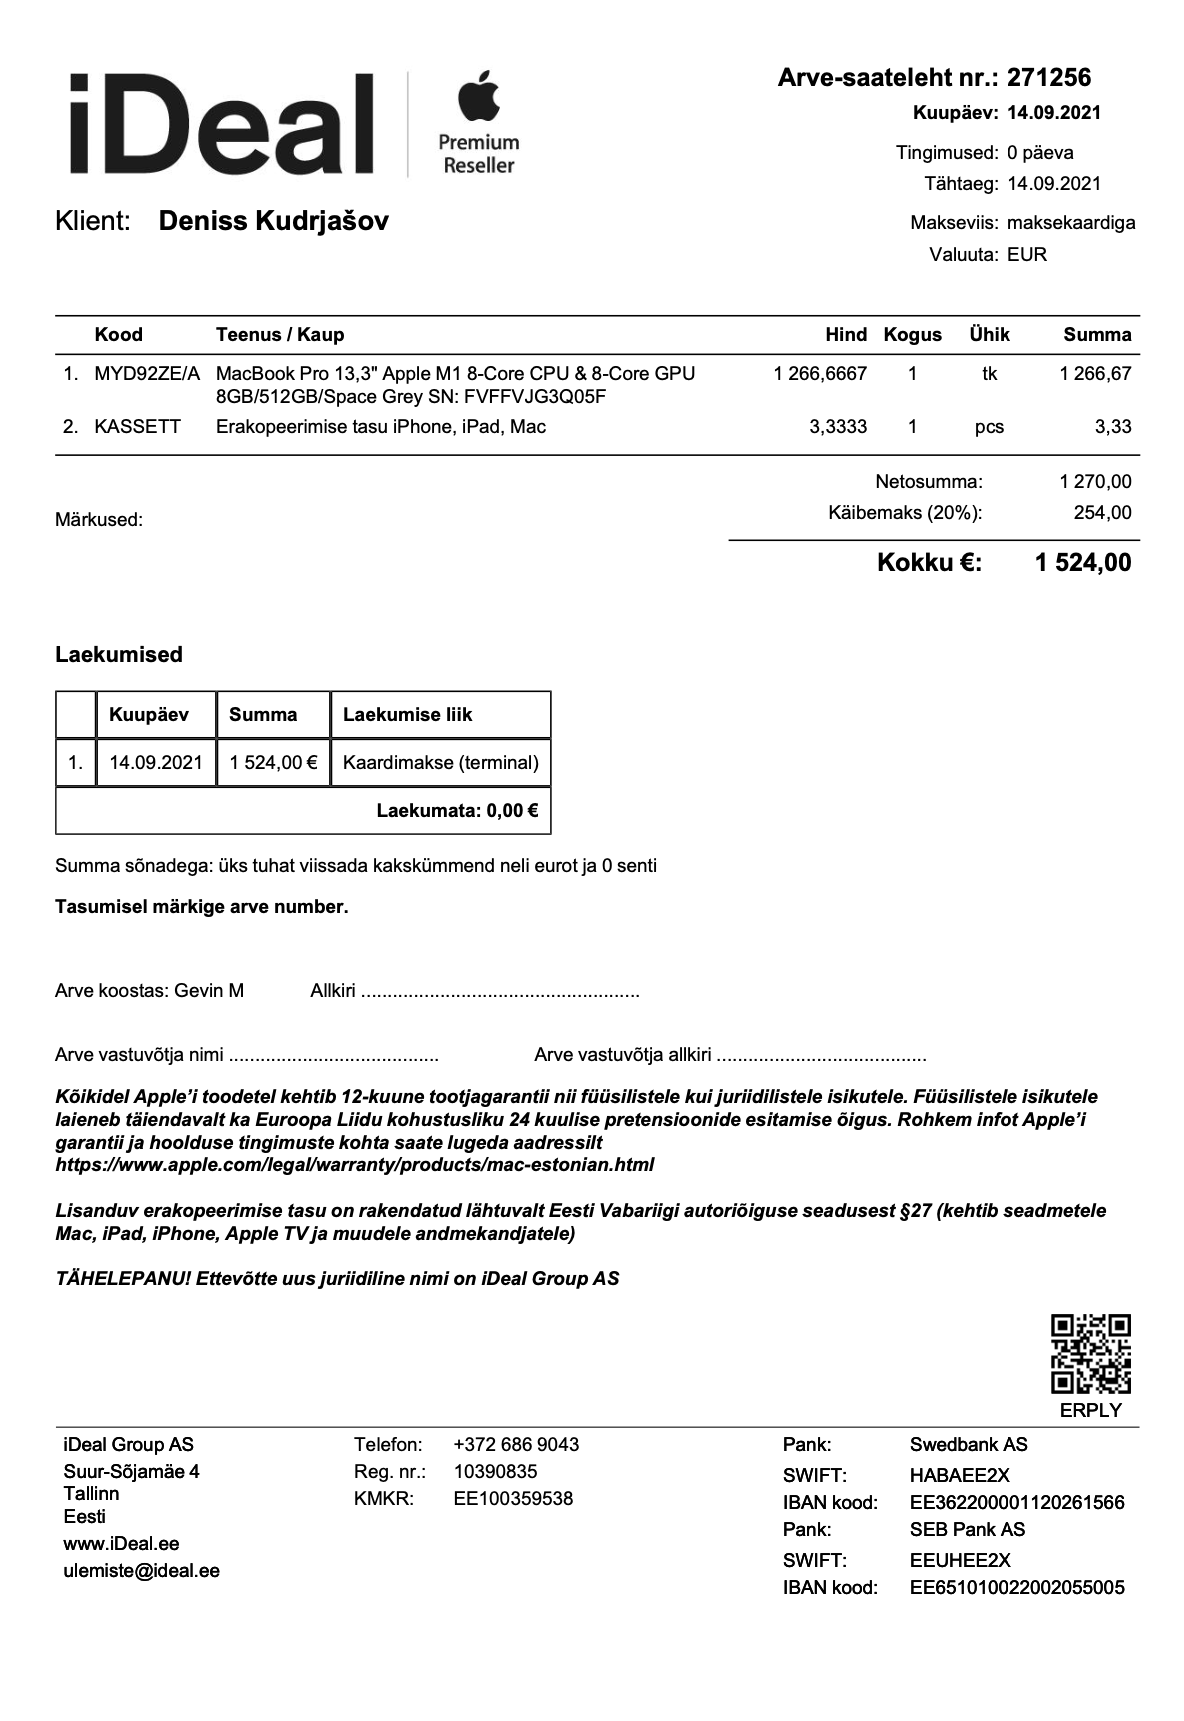 iDeal
Premium
Reseller
Arve-saateleht nr.: 271256
Kuupäev: 14.09.2021
Tingimused: 0 päeva
Tähtaeg: 14.09.2021
Makseviis: maksekaardiga
Valuuta: EUR
Klient: Deniss Kudrjašov
Kood Teenus / Kaup Hind Kogus Ühik Summa
1. MYD92ZE/A MacBook Pro 13,3" Apple M1 8-Core CPU & 8-Core GPU 1 266,6667 1 tk 1 266,67
8GB/512GB/Space Grey SN: FVFFVJG3Q05F
2. KASSETT Erakopeerimise tasu iPhone, iPad, Mac 3,3333 1 pcs 3,33
Netosumma: 1 270,00
Käibemaks (20%): 254,00
Märkused:
Kokku €: 1 524,00
Laekumised
Kuupäev Summa Laekumise liik
1. 14.09.2021 1 524,00 € Kaardimakse (terminal)
Laekumata: 0,00 €
Summa sõnadega: üks tuhat viissada kakskümmend neli eurot ja 0 senti
Tasumisel märkige arve number.
Arve koostas: Gevin M Allkiri .....................................................
Arve vastuvõtja nimi ........................................ Arve vastuvõtja allkiri ........................................
Kõikidel Apple’i toodetel kehtib 12-kuune tootjagarantii nii füüsilistele kui juriidilistele isikutele. Füüsilistele isikutele
laieneb täiendavalt ka Euroopa Liidu kohustusliku 24 kuulise pretensioonide esitamise õigus. Rohkem infot Apple’i
garantii ja hoolduse tingimuste kohta saate lugeda aadressilt
https://www.apple.com/legal/warranty/products/mac-estonian.html
Lisanduv erakopeerimise tasu on rakendatud lähtuvalt Eesti Vabariigi autoriõiguse seadusest §27 (kehtib seadmetele
Mac, iPad, iPhone, Apple TV ja muudele andmekandjatele)
TÄHELEPANU! Ettevõtte uus juriidiline nimi on iDeal Group AS
ERPLY
iDeal Group AS
Suur-Sõjamäe 4
Tallinn
Eesti
www.iDeal.ee
ulemiste@ideal.ee
Telefon: +372 686 9043
Reg. nr.: 10390835
KMKR: EE100359538
Pank: Swedbank AS
SWIFT: HABAEE2X
IBAN kood: EE362200001120261566
Pank: SEB Pank AS
SWIFT: EEUHEE2X
IBAN kood: EE651010022002055005